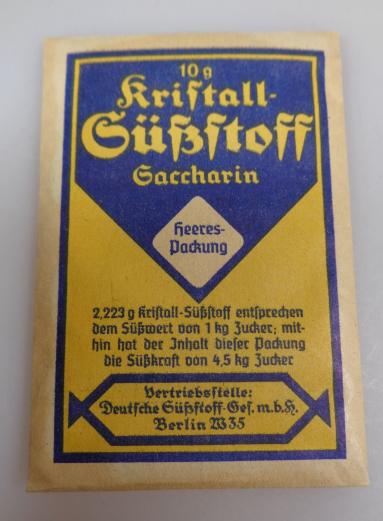 10 g
Kristall-
Süßstoff
Saccharin
Heeres-
Packung
2,223 g Kristall-Süßstoff entsprechen
dem Süßwert von 1 kg Zucker; mit-
hin hat der Inhalt dieser Packung
die Süßkraft von 4,5 kg Zucker
Vertriebsstelle:
Deutsche Süßstoff-Ges. m. b. H.
Berlin W 35